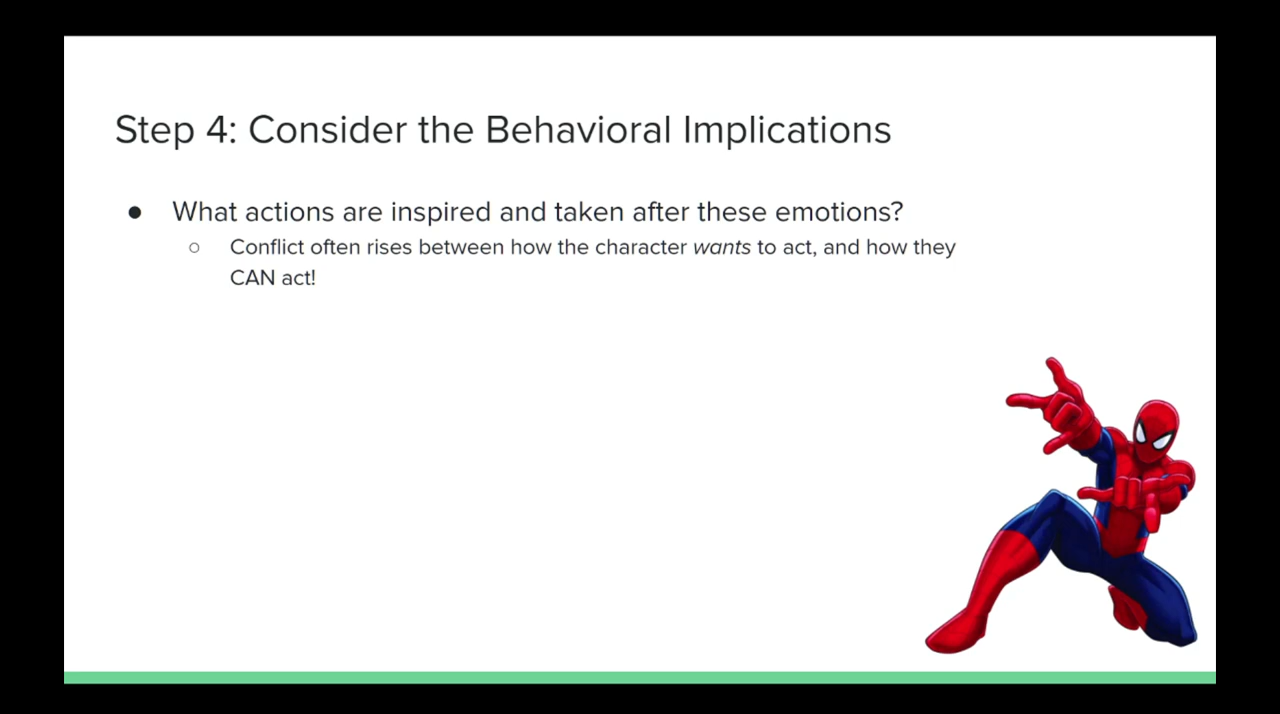 Step 4: Consider the Behavioral Implications
● What actions are inspired and taken after these emotions?
○ Conflict often rises between how the character wants to act, and how they
CAN act!